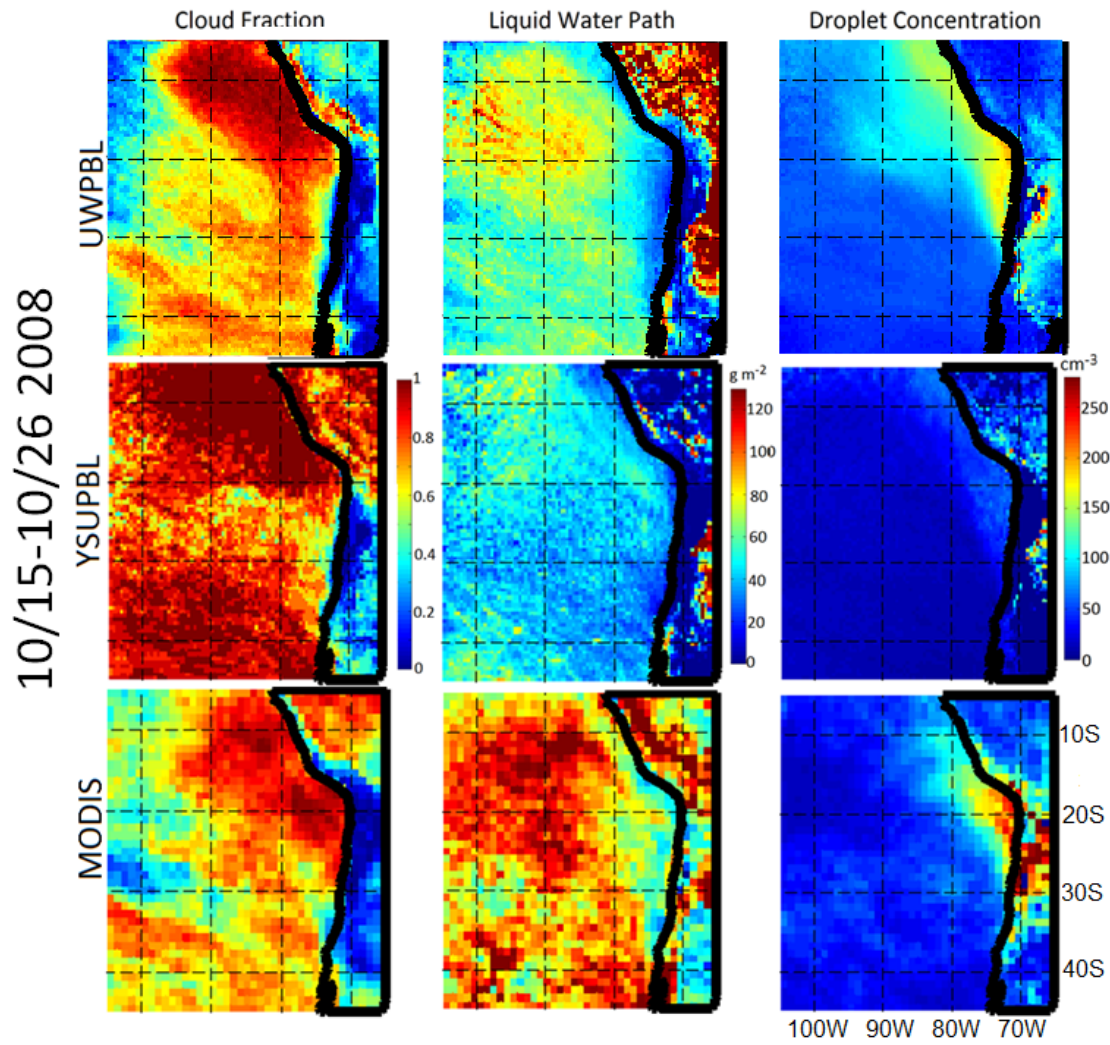 Cloud Fraction Liquid Water Path Droplet Concentration
10/15-10/26 2008
UWPBL
YSUPBL
1
0.8
0.6
0.4
0.2
0
g m-2
120
100
80
60
40
20
0
cm-3
250
200
150
100
50
0
MODIS
10S
20S
30S
40S
100W 90W 80W 70W